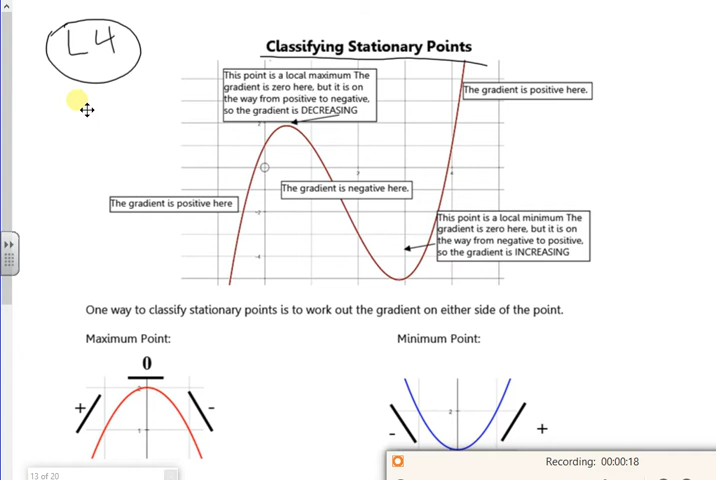 L4
Classifying Stationary Points
This point is a local maximum The
gradient is zero here, but it is on
the way from positive to negative,
so the gradient is DECREASING
The gradient is positive here.
2
The gradient is negative here.
The gradient is positive here
-2
This point is a local minimum The
gradient is zero here, but it is on
the way from negative to positive,
so the gradient is INCREASING
-4
One way to classify stationary points is to work out the gradient on either side of the point.
Maximum Point:
Minimum Point:
0
+
-
1
2
-
+
13 of 20
Recording: 00:00:18